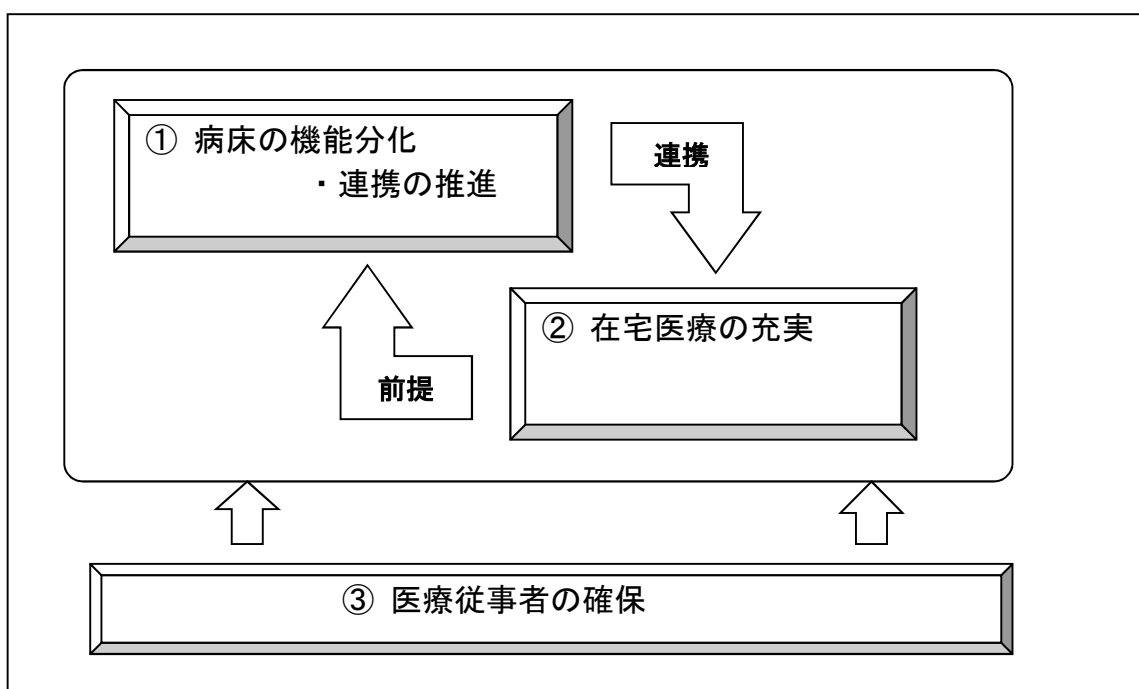 ① 病床の機能分化
・連携の推進
連携
前提
② 在宅医療の充実
③ 医療従事者の確保